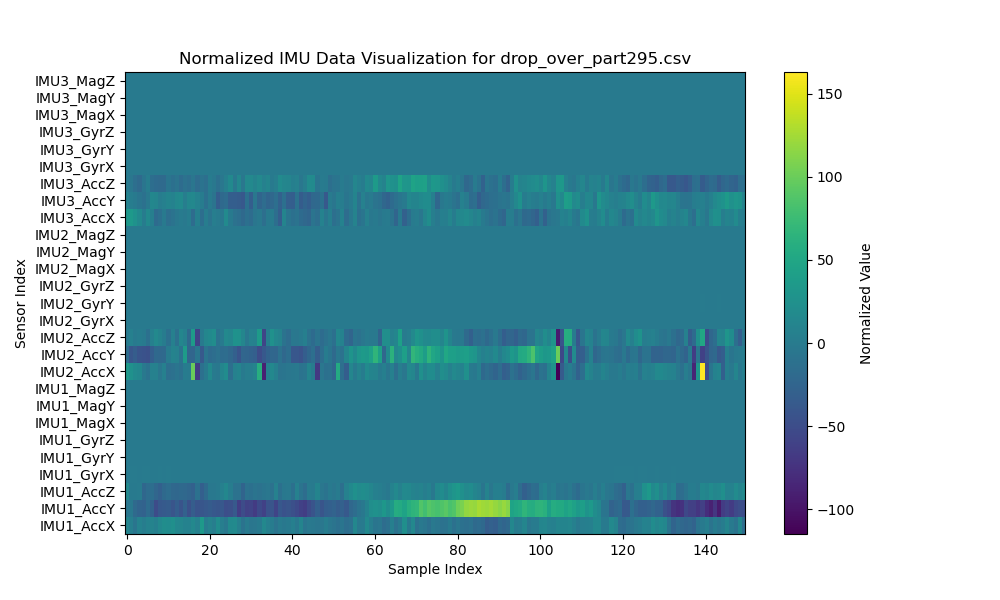 Normalized IMU Data Visualization for drop_over_part295.csv
IMU3_MagZ
IMU3_MagY
IMU3_MagX
IMU3_GyrZ
IMU3_GyrY
IMU3_GyrX
IMU3_AccZ
IMU3_AccY
IMU3_AccX
IMU2_MagZ
IMU2_MagY
IMU2_MagX
IMU2_GyrZ
IMU2_GyrY
IMU2_GyrX
IMU2_AccZ
IMU2_AccY
IMU2_AccX
IMU1_MagZ
IMU1_MagY
IMU1_MagX
IMU1_GyrZ
IMU1_GyrY
IMU1_GyrX
IMU1_AccZ
IMU1_AccY
IMU1_AccX
Sensor Index
0 20 40 60 80 100 120 140
Sample Index
150
100
50
0
−50
−100
Normalized Value